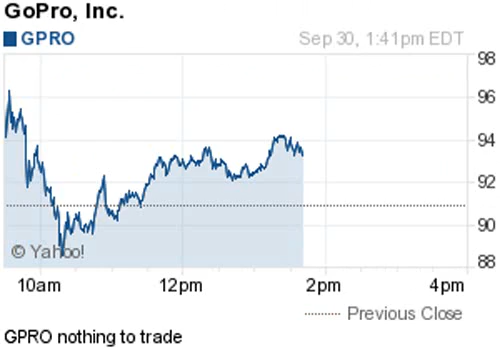 GoPro, Inc.
GPRO Sep 30, 1:41pm EDT
98
96
94
92
90
88
© Yahoo!
10am 12pm 2pm 4pm
Previous Close
GPRO nothing to trade